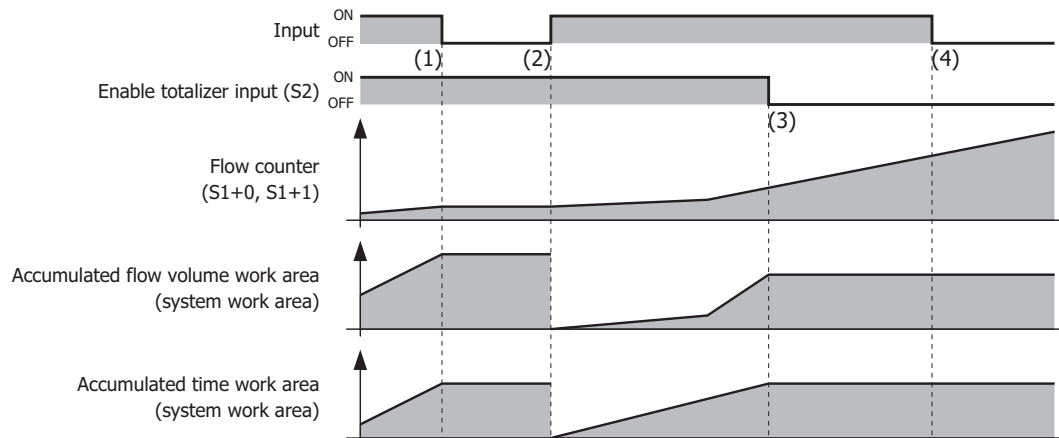 Input
ON
OFF
(1)
(2)
(4)
Enable totalizer input (S2)
ON
OFF
(3)
Flow counter
(S1+0, S1+1)
Accumulated flow volume work area
(system work area)
Accumulated time work area
(system work area)